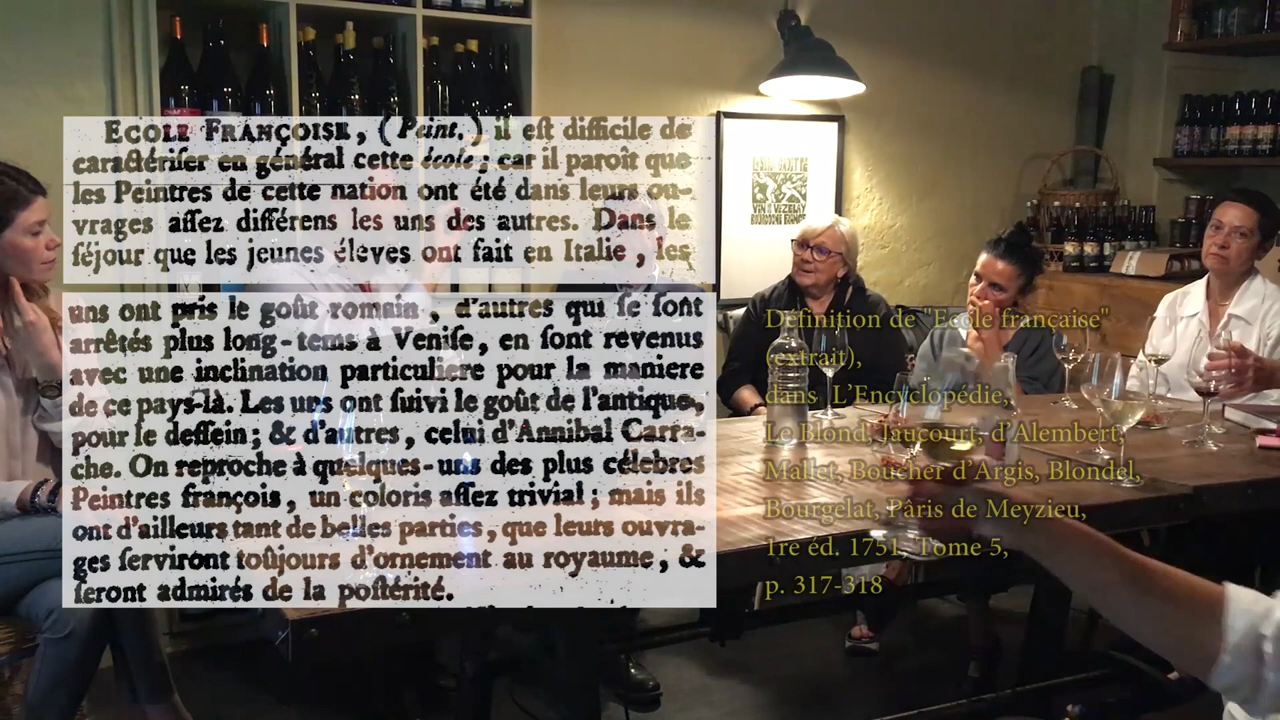 ECOLE FRANÇOISE, (Peint.) il eſt difficile de
caractériſer en général cette école; car il paroît que
les Peintres de cette nation ont été dans leurs ou-
vrages aſſez différens les uns des autres. Dans le
ſéjour que les jeunes éleves ont fait en Italie, les
uns ont pris le goût romain, d'autres qui ſe ſont
arrêtés plus long-tems à Veniſe, en ſont revenus
avec une inclination particuliere pour la maniere
de ce pays-là. Les uns ont ſuivi le goût de l'antique,
pour le deſſein; & d'autres, celui d'Annibal Carra-
che. On reproche à quelques-uns des plus célebres
Peintres françois, un coloris aſſez trivial; mais ils
ont d'ailleurs tant de belles parties, que leurs ouvra-
ges ſerviront toûjours d'ornement au royaume, &
ſeront admirés de la poſtérité.
VIN VEZELAY
Définition de "Ecole française"
(extrait),
dans L'Encyclopédie,
Le Blond, Jaucourt, d'Alembert,
Mallet, Boucher d'Argis, Blondel,
Bourgelat, Pâris de Meyzieu,
1re éd. 1751, Tome 5,
p. 317-318